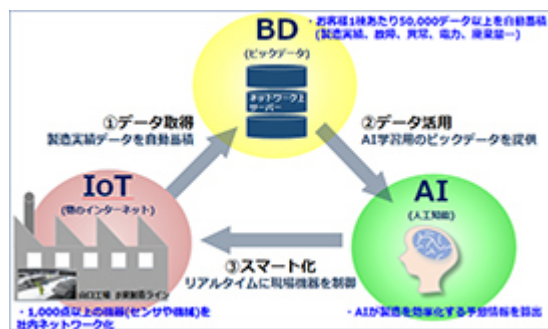 ・お客様1棟あたり50,000データ以上を自動蓄積
(製造実績、故障、異常、電力、廃棄量…)
BD
(ビックデータ)
ネットワーク上
サーバー
①データ取得
製造実績データを自動蓄積
②データ活用
AI学習用のビックデータを提供
IoT
(物のインターネット)
AI
(人工知能)
③スマート化
リアルタイムに現場機器を制御
製造ライン
・1,000点以上の機器(センサや機械)を
社内ネットワーク化
・AIが製造を効率化する予測情報を算出